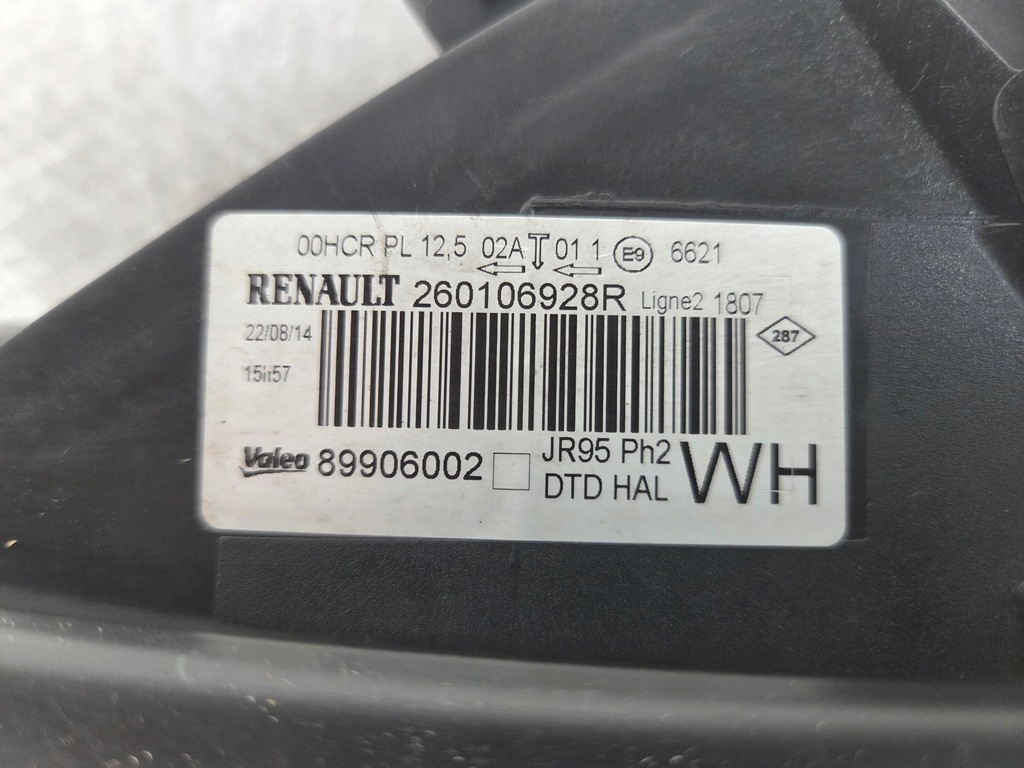 00HCR PL 12,5 02A 01 1 E9 6621
RENAULT 260106928R Ligne2 1807
22/08/14
287
15h57
Valeo 89906002
JR95 Ph2
DTD HAL
WH